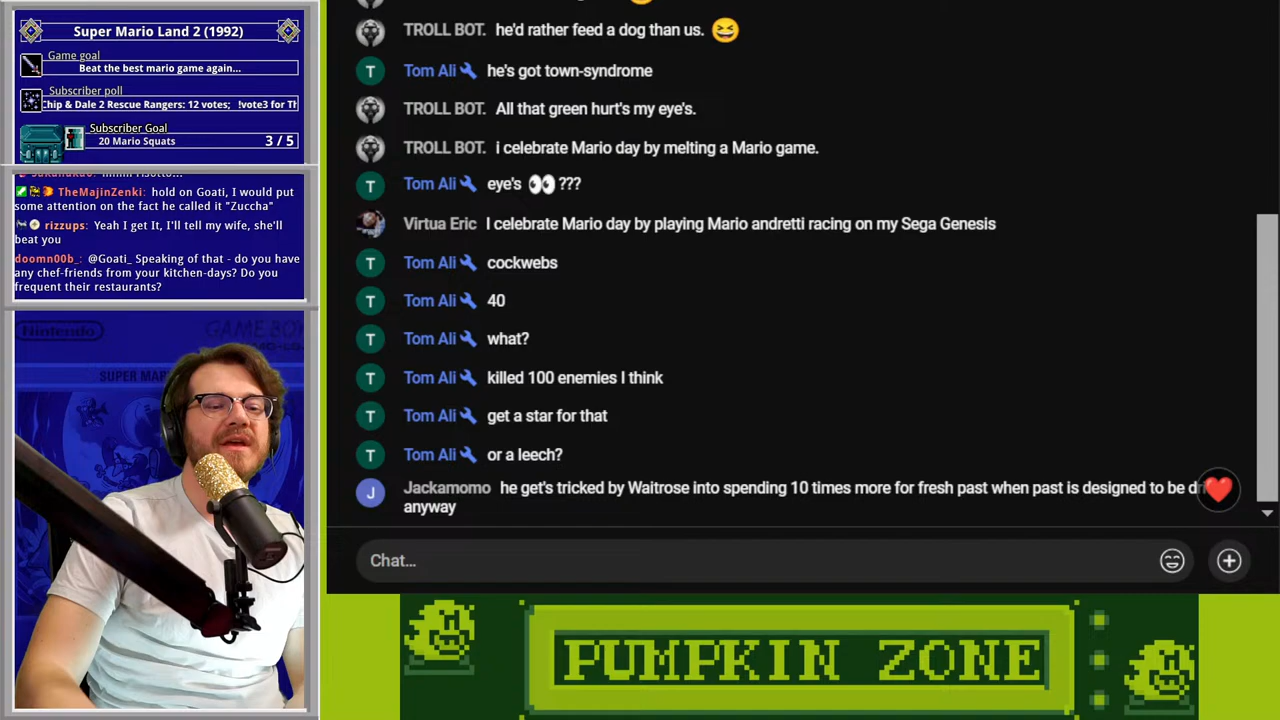 Super Mario Land 2 (1992)
Game goal
Beat the best mario game again...
Subscriber poll
Chip & Dale 2 Rescue Rangers: 12 votes; !vote3 for Th
Subscriber Goal
20 Mario Squats
3 / 5
TheMajinZenki: hold on Goati, I would put
some attention on the fact he called it "Zuccha"
rizzups: Yeah I get It, I'll tell my wife, she'll
beat you
doomn00b_: @Goati_ Speaking of that - do you have
any chef-friends from your kitchen-days? Do you
frequent their restaurants?
Nintendo
GAME BOY
SUPER MAR
TROLL BOT. he'd rather feed a dog than us. 😆
T Tom Ali he's got town-syndrome
TROLL BOT. All that green hurt's my eye's.
TROLL BOT. i celebrate Mario day by melting a Mario game.
T Tom Ali eye's 👀 ???
Virtua Eric I celebrate Mario day by playing Mario andretti racing on my Sega Genesis
T Tom Ali cockwebs
T Tom Ali 40
T Tom Ali what?
T Tom Ali killed 100 enemies I think
T Tom Ali get a star for that
T Tom Ali or a leech?
J Jackamomo he get's tricked by Waitrose into spending 10 times more for fresh past when past is designed to be d
anyway
Chat...
PUMPKIN ZONE